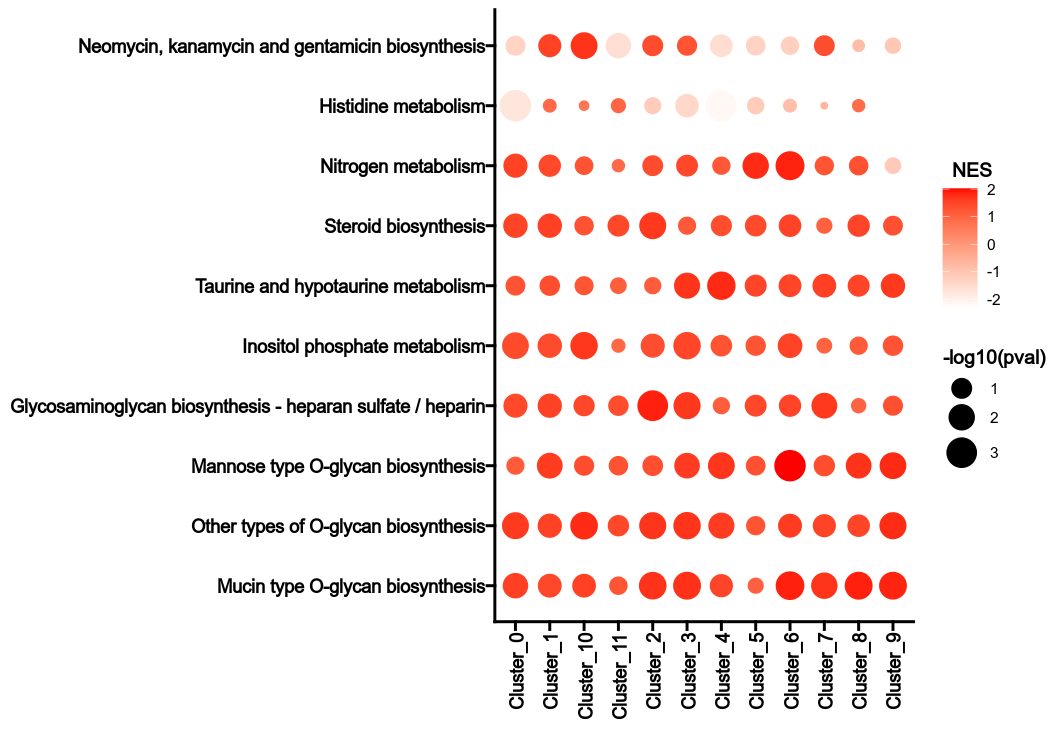 Neomycin, kanamycin and gentamicin biosynthesis
Histidine metabolism
Nitrogen metabolism
Steroid biosynthesis
Taurine and hypotaurine metabolism
Inositol phosphate metabolism
Glycosaminoglycan biosynthesis - heparan sulfate / heparin
Mannose type O-glycan biosynthesis
Other types of O-glycan biosynthesis
Mucin type O-glycan biosynthesis
Cluster_0
Cluster_1
Cluster_10
Cluster_11
Cluster_2
Cluster_3
Cluster_4
Cluster_5
Cluster_6
Cluster_7
Cluster_8
Cluster_9
NES
2
1
0
-1
-2
-log10(pval)
1
2
3